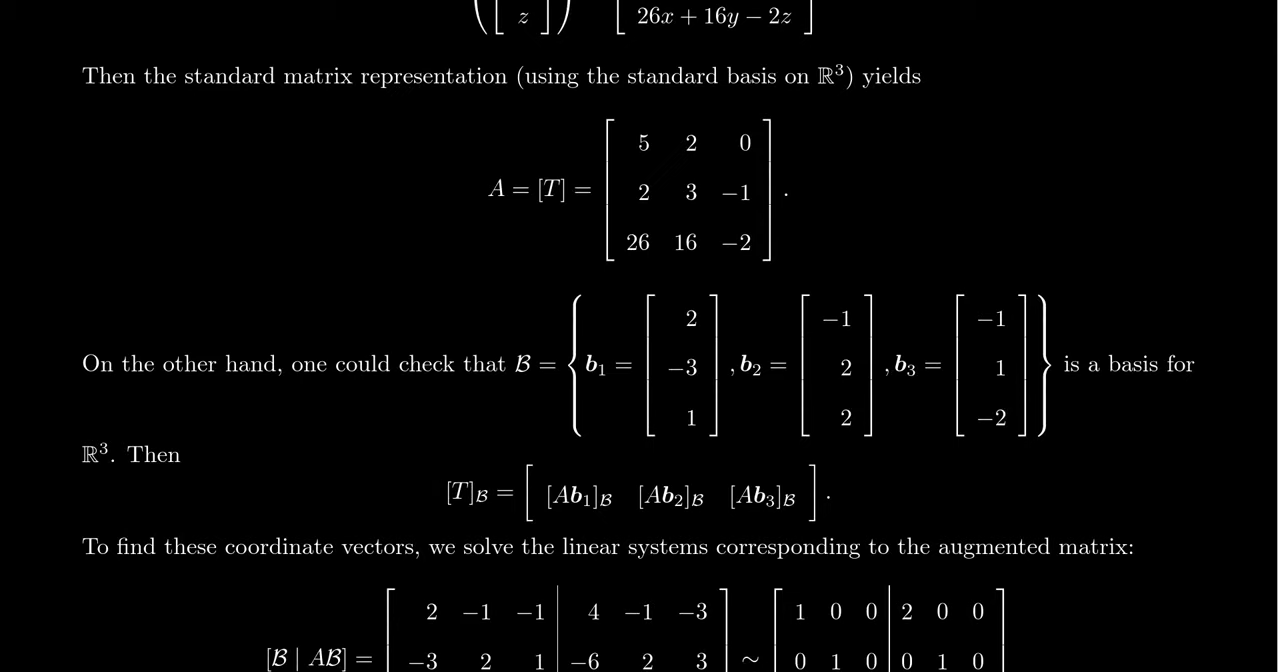 z 26x + 16y − 2z
Then the standard matrix representation (using the standard basis on ℝ³) yields
5 2 0
A = [T] = 2 3 −1 .
26 16 −2
2 −1 −1
On the other hand, one could check that ℬ = { b₁ = −3 , b₂ = 2 , b₃ = 1 } is a basis for
1 2 −2
ℝ³. Then
[T]ℬ = [ [Ab₁]ℬ [Ab₂]ℬ [Ab₃]ℬ ] .
To find these coordinate vectors, we solve the linear systems corresponding to the augmented matrix:
2 −1 −1 | 4 −1 −3 1 0 0 | 2 0 0
[ℬ | Aℬ] = −3 2 1 | −6 2 3 ∼ 0 1 0 | 0 1 0